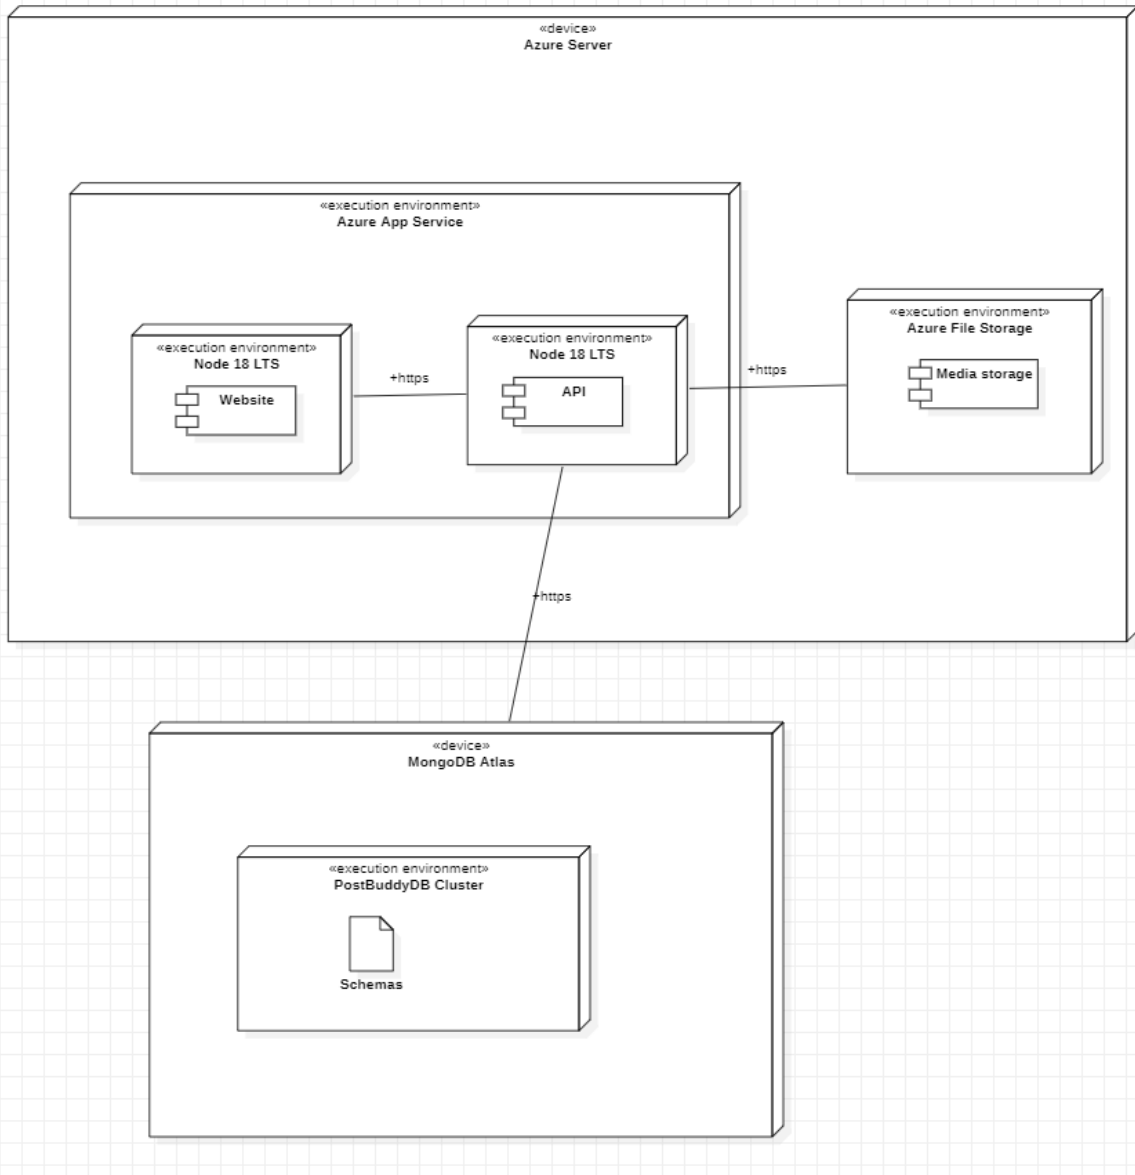 «device»
Azure Server
«execution environment»
Azure App Service
«execution environment»
Node 18 LTS
Website
+https
«execution environment»
Node 18 LTS
API
+https
«execution environment»
Azure File Storage
Media storage
+https
«device»
MongoDB Atlas
«execution environment»
PostBuddyDB Cluster
Schemas